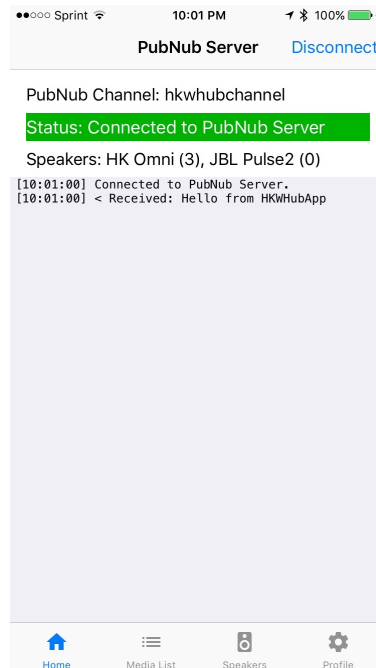 Sprint 10:01 PM 100%
PubNub Server Disconnect
PubNub Channel: hkwhubchannel
Status: Connected to PubNub Server
Speakers: HK Omni (3), JBL Pulse2 (0)
[10:01:00] Connected to PubNub Server.
[10:01:00] < Received: Hello from HKWHubApp
Home Media List Speakers Profile